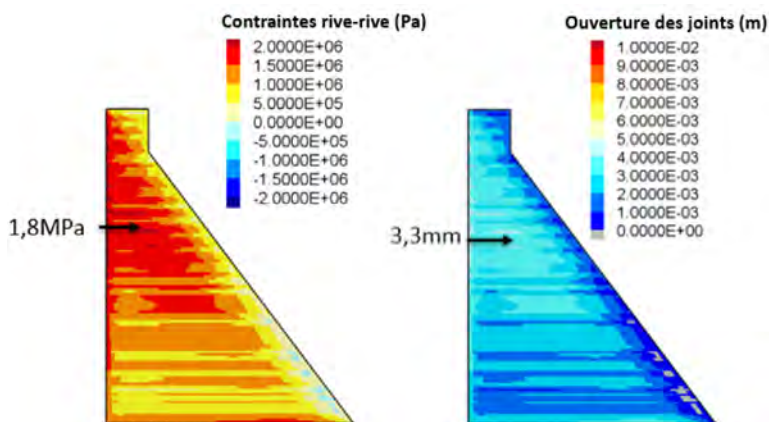 Contraintes rive-rive (Pa)
2.0000E+06
1.5000E+06
1.0000E+06
5.0000E+05
0.0000E+00
-5.0000E+05
-1.0000E+06
-1.5000E+06
-2.0000E+06
1,8MPa
Ouverture des joints (m)
1.0000E-02
9.0000E-03
8.0000E-03
7.0000E-03
6.0000E-03
5.0000E-03
4.0000E-03
3.0000E-03
2.0000E-03
1.0000E-03
0.0000E+00
3,3mm